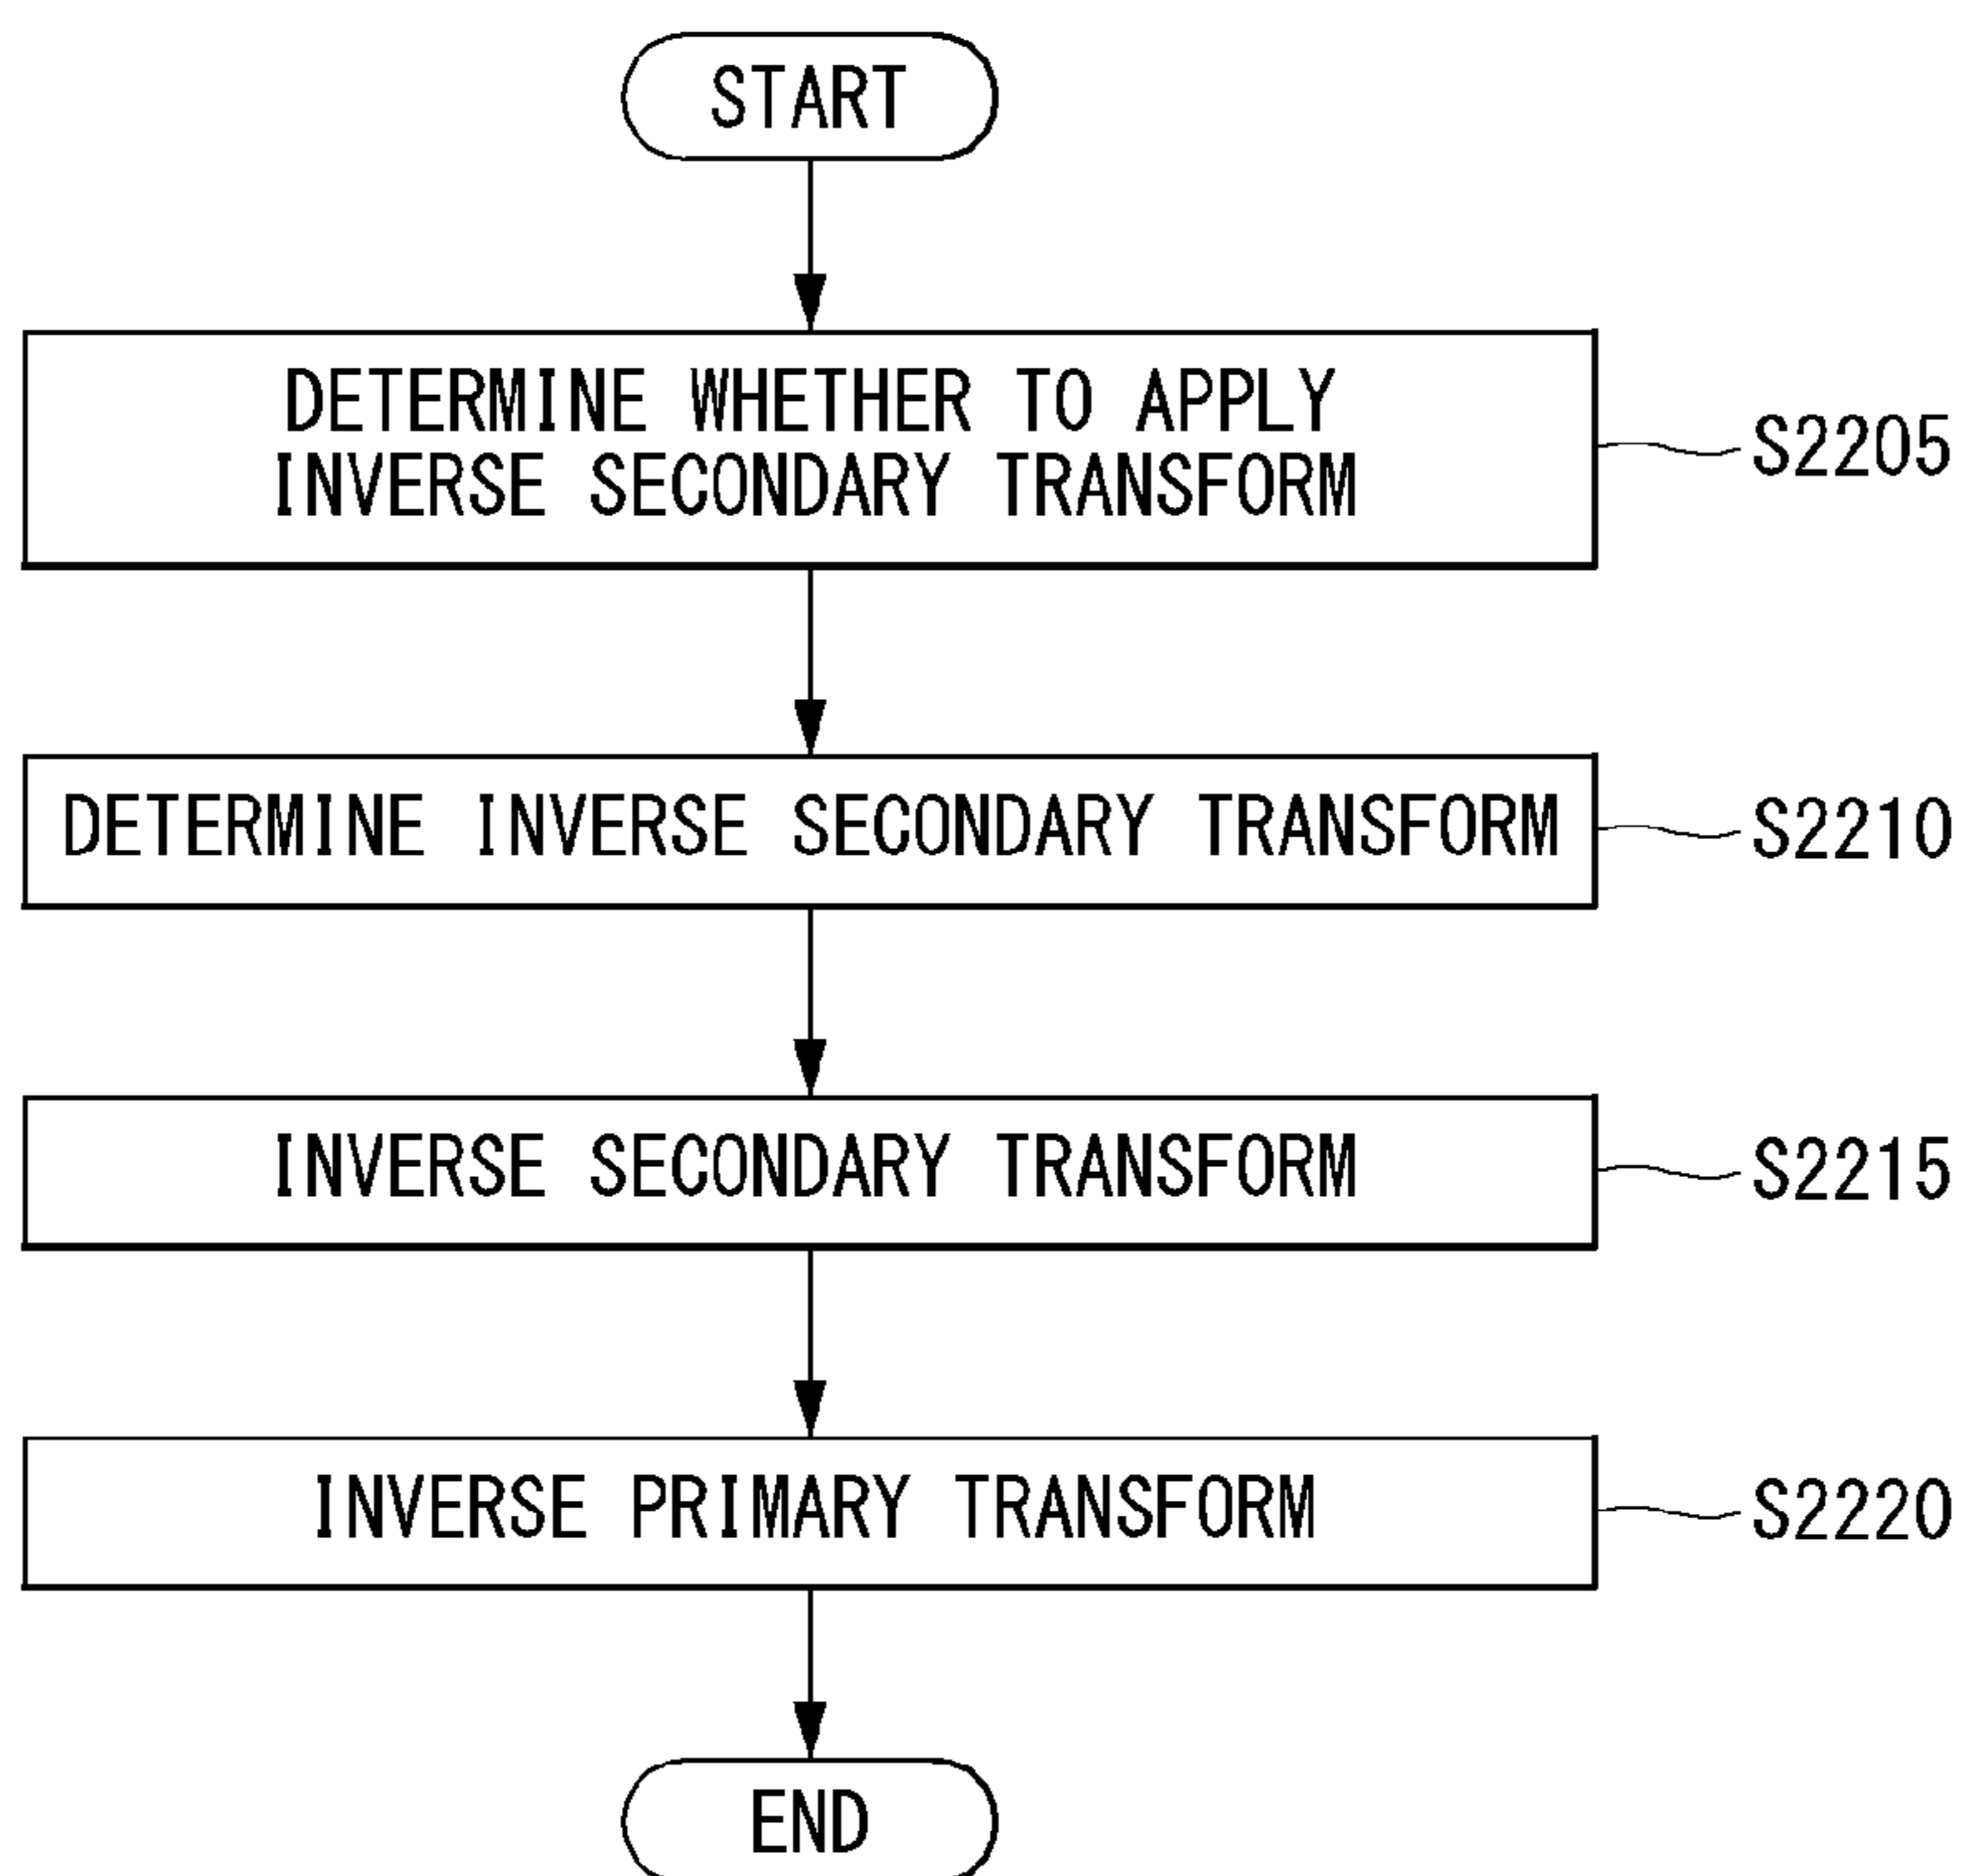 START
DETERMINE WHETHER TO APPLY
INVERSE SECONDARY TRANSFORM
S2205
DETERMINE INVERSE SECONDARY TRANSFORM
S2210
INVERSE SECONDARY TRANSFORM
S2215
INVERSE PRIMARY TRANSFORM
S2220
END